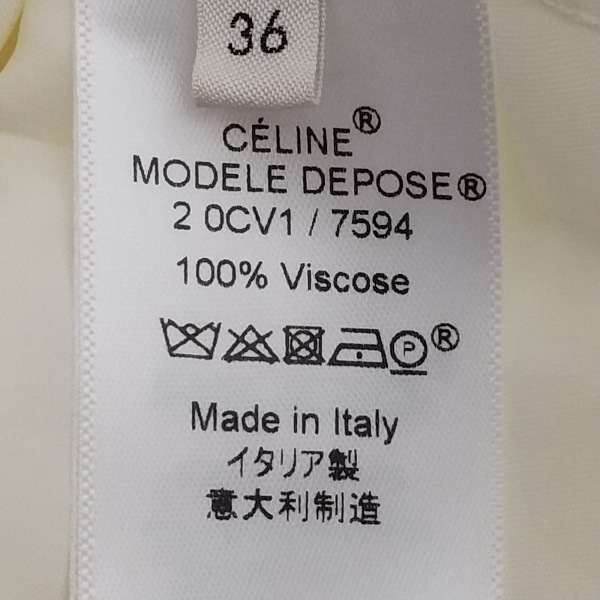 36
CÉLINE®
MODELE DEPOSE®
2 0CV1 / 7594
100% Viscose
P ®
Made in Italy
イタリア製
意大利制造